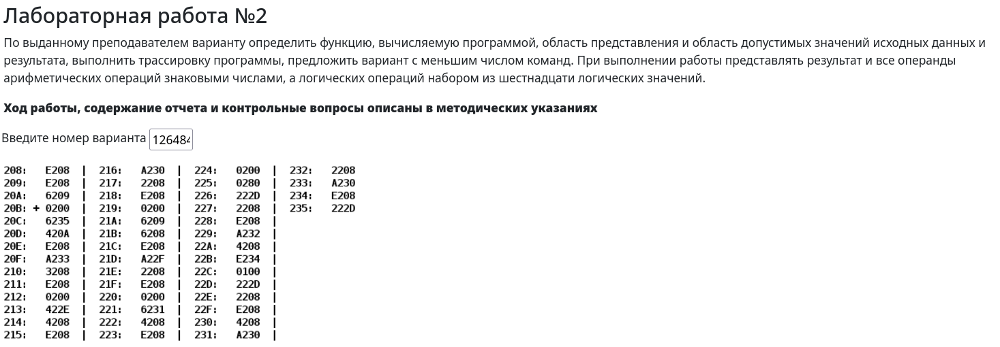 Лабораторная работа №2
По выданному преподавателем варианту определить функцию, вычисляемую программой, область представления и область допустимых значений исходных данных и
результата, выполнить трассировку программы, предложить вариант с меньшим числом команд. При выполнении работы представлять результат и все операнды
арифметических операций знаковыми числами, а логических операций набором из шестнадцати логических значений.
Ход работы, содержание отчета и контрольные вопросы описаны в методических указаниях
Введите номер варианта 126484
208: E208 | 216: A230 | 224: 0200 | 232: 2208
209: E208 | 217: 2208 | 225: 0280 | 233: A230
20A: 6209 | 218: E208 | 226: 222D | 234: E208
20B: + 0200 | 219: 0200 | 227: 2208 | 235: 222D
20C: 6235 | 21A: 6209 | 228: E208 |
20D: 420A | 21B: 6208 | 229: A232 |
20E: E208 | 21C: E208 | 22A: 4208 |
20F: A233 | 21D: A22F | 22B: E234 |
210: 3208 | 21E: 2208 | 22C: 0100 |
211: E208 | 21F: E208 | 22D: 222D |
212: 0200 | 220: 0200 | 22E: 2208 |
213: 422E | 221: 6231 | 22F: E208 |
214: 4208 | 222: 4208 | 230: 4208 |
215: E208 | 223: E208 | 231: A230 |